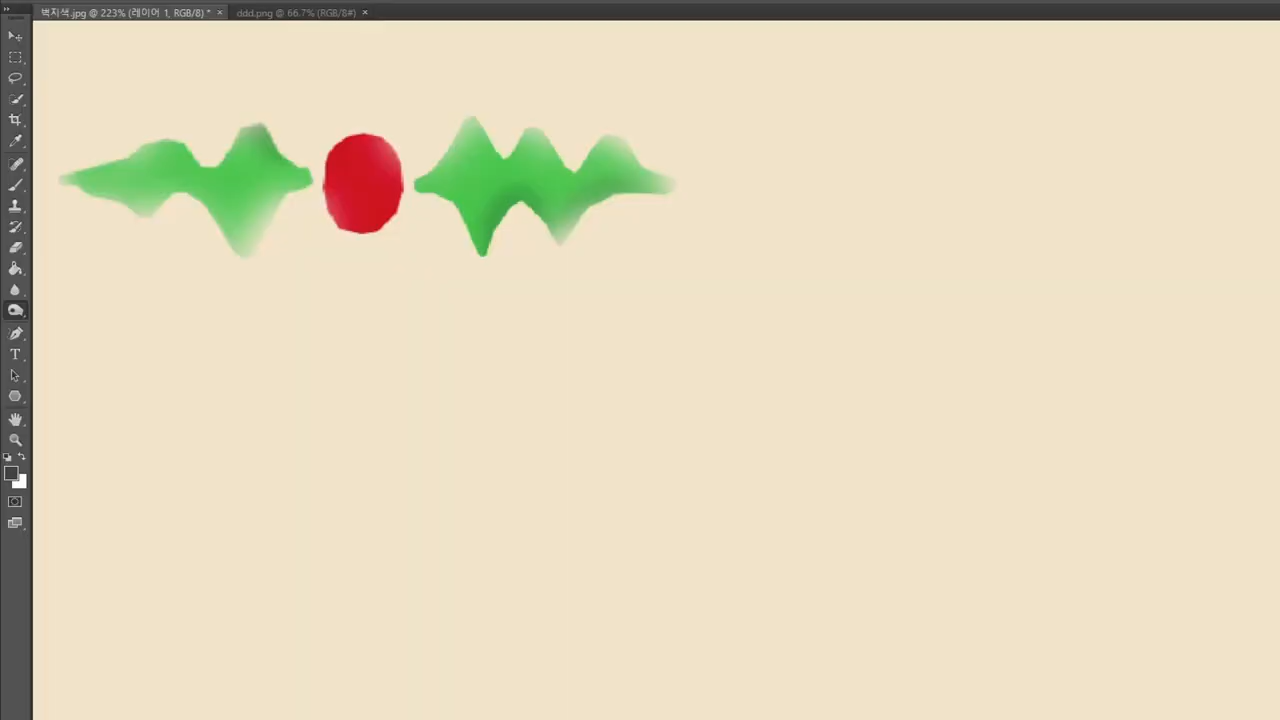 벽지색.jpg @ 223% (레이어 1, RGB/8) * ×
ddd.png @ 66.7% (RGB/8#) ×